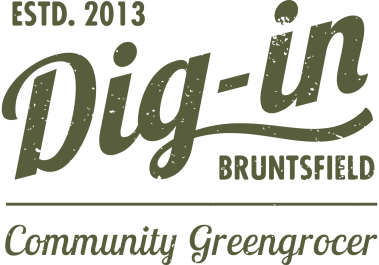 ESTD. 2013
Dig-in
BRUNTSFIELD
Community Greengrocer